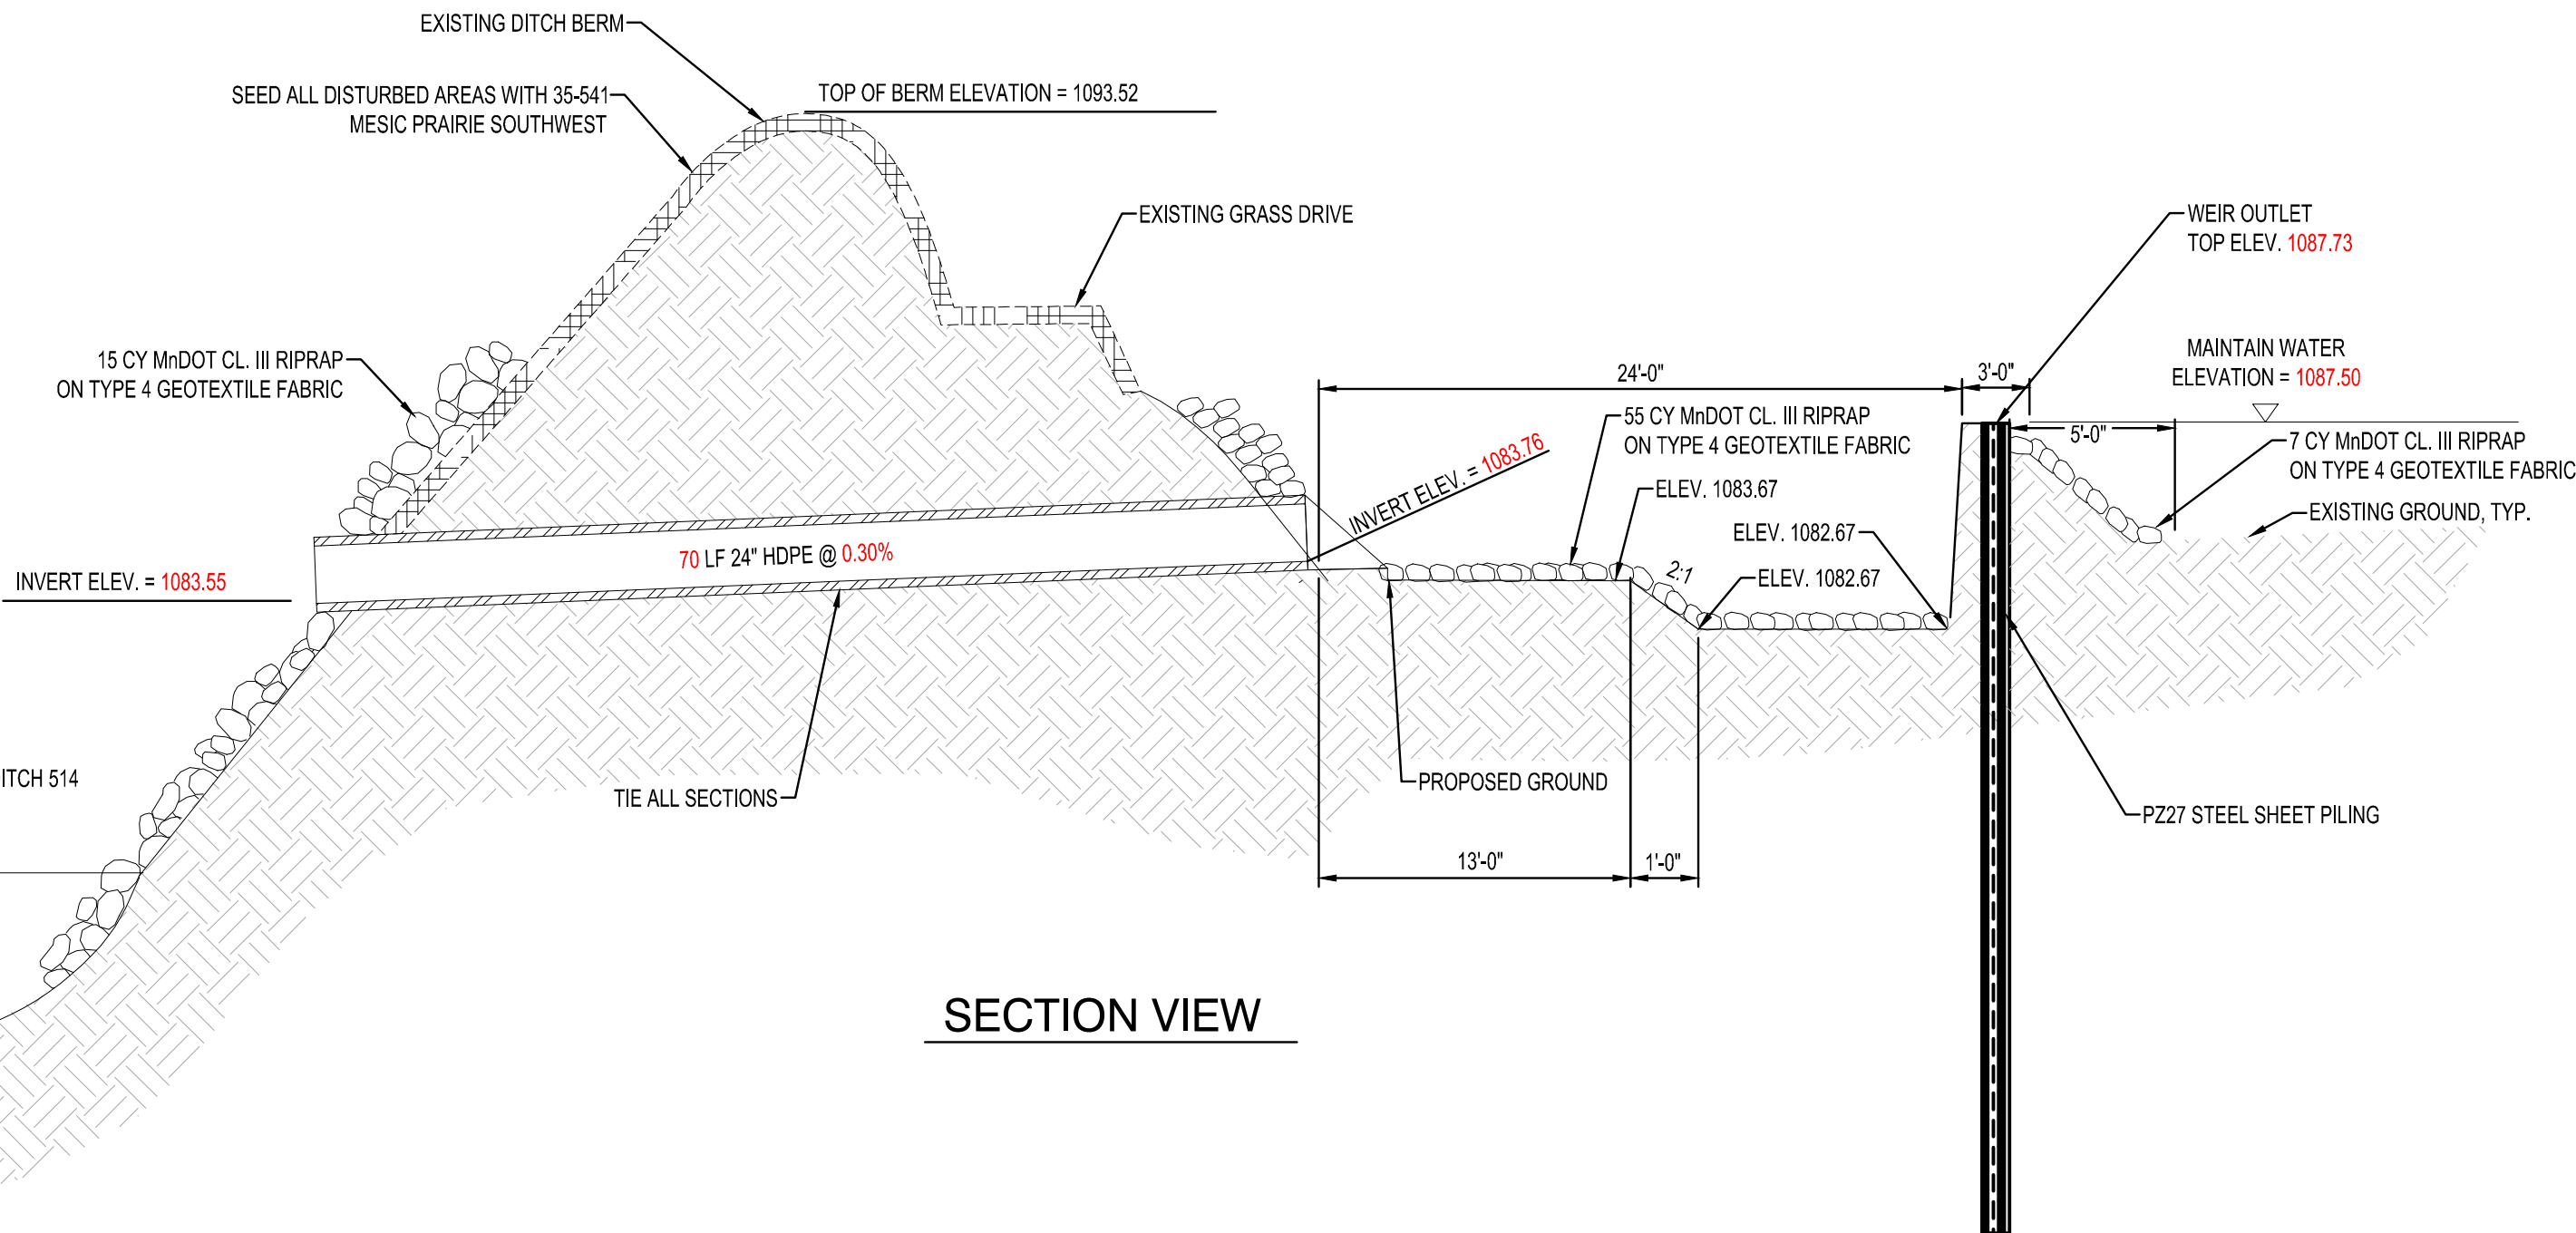 EXISTING DITCH BERM
SEED ALL DISTURBED AREAS WITH 35-541
MESIC PRAIRIE SOUTHWEST
TOP OF BERM ELEVATION = 1093.52
EXISTING GRASS DRIVE
WEIR OUTLET
TOP ELEV. 1087.73
15 CY MnDOT CL. III RIPRAP
ON TYPE 4 GEOTEXTILE FABRIC
MAINTAIN WATER
ELEVATION = 1087.50
24'-0"
3'-0"
5'-0"
55 CY MnDOT CL. III RIPRAP
ON TYPE 4 GEOTEXTILE FABRIC
7 CY MnDOT CL. III RIPRAP
ON TYPE 4 GEOTEXTILE FABRIC
INVERT ELEV. = 1083.76
ELEV. 1083.67
EXISTING GROUND, TYP.
ELEV. 1082.67
70 LF 24" HDPE @ 0.30%
2:1
ELEV. 1082.67
INVERT ELEV. = 1083.55
ITCH 514
TIE ALL SECTIONS
PROPOSED GROUND
PZ27 STEEL SHEET PILING
13'-0"
1'-0"
SECTION VIEW